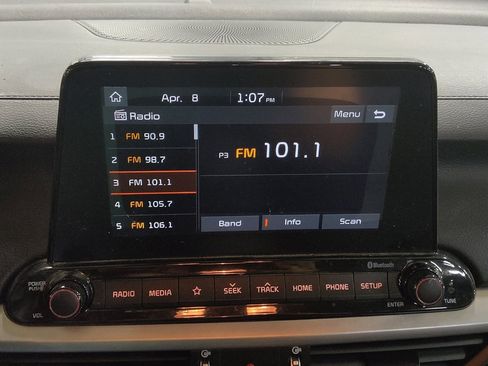 Apr. 8 1:07 PM
Radio Menu
1 FM 90.9
2 FM 98.7
3 FM 101.1
4 FM 105.7
5 FM 106.1
P3 FM 101.1
Band Info Scan
Bluetooth
POWER
PUSH
RADIO MEDIA SEEK TRACK HOME PHONE SETUP
VOL ENTER TUNE